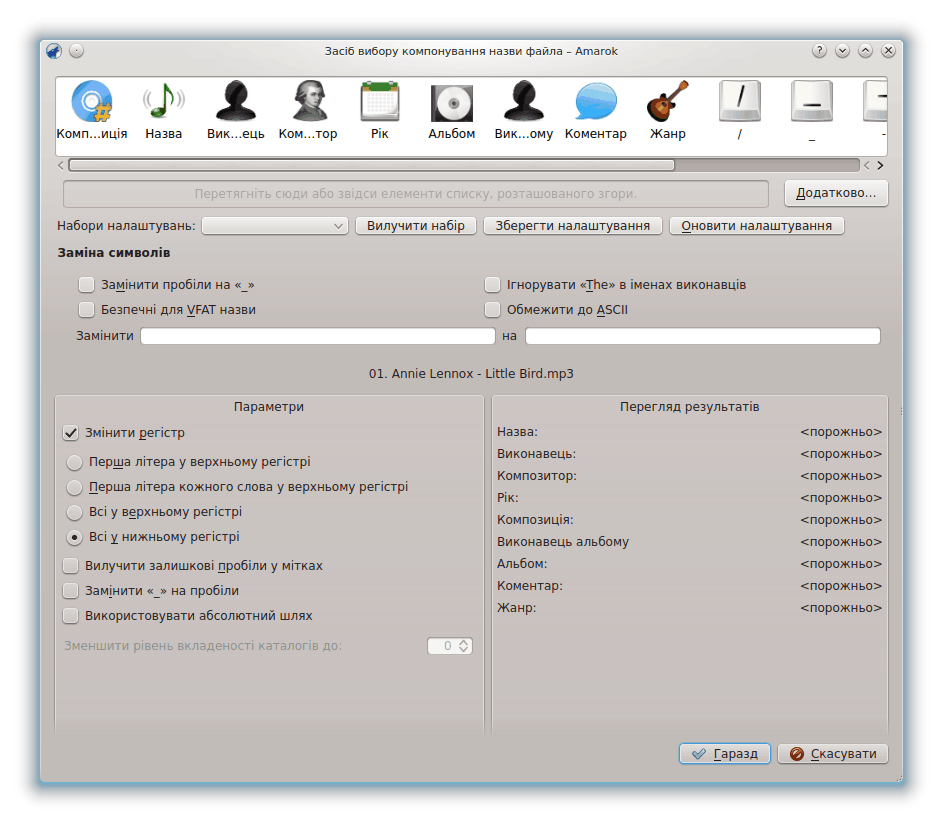 Засіб вибору компонування назви файла – Amarok
Комп...иція Назва Вик...ець Ком...тор Рік Альбом Вик...ому Коментар Жанр / _ -
Перетягніть сюди або звідси елементи списку, розташованого згори.
Додатково...
Набори налаштувань: Вилучити набір Зберегти налаштування Оновити налаштування
Заміна символів
Замінити пробіли на «_» Ігнорувати «The» в іменах виконавців
Безпечні для VFAT назви Обмежити до ASCII
Замінити на
01. Annie Lennox - Little Bird.mp3
Параметри
Змінити регістр
Перша літера у верхньому регістрі
Перша літера кожного слова у верхньому регістрі
Всі у верхньому регістрі
Всі у нижньому регістрі
Вилучити залишкові пробіли у мітках
Замінити «_» на пробіли
Використовувати абсолютний шлях
Зменшити рівень вкладеності каталогів до: 0
Перегляд результатів
Назва: <порожньо>
Виконавець: <порожньо>
Композитор: <порожньо>
Рік: <порожньо>
Композиція: <порожньо>
Виконавець альбому <порожньо>
Альбом: <порожньо>
Коментар: <порожньо>
Жанр: <порожньо>
Гаразд Скасувати